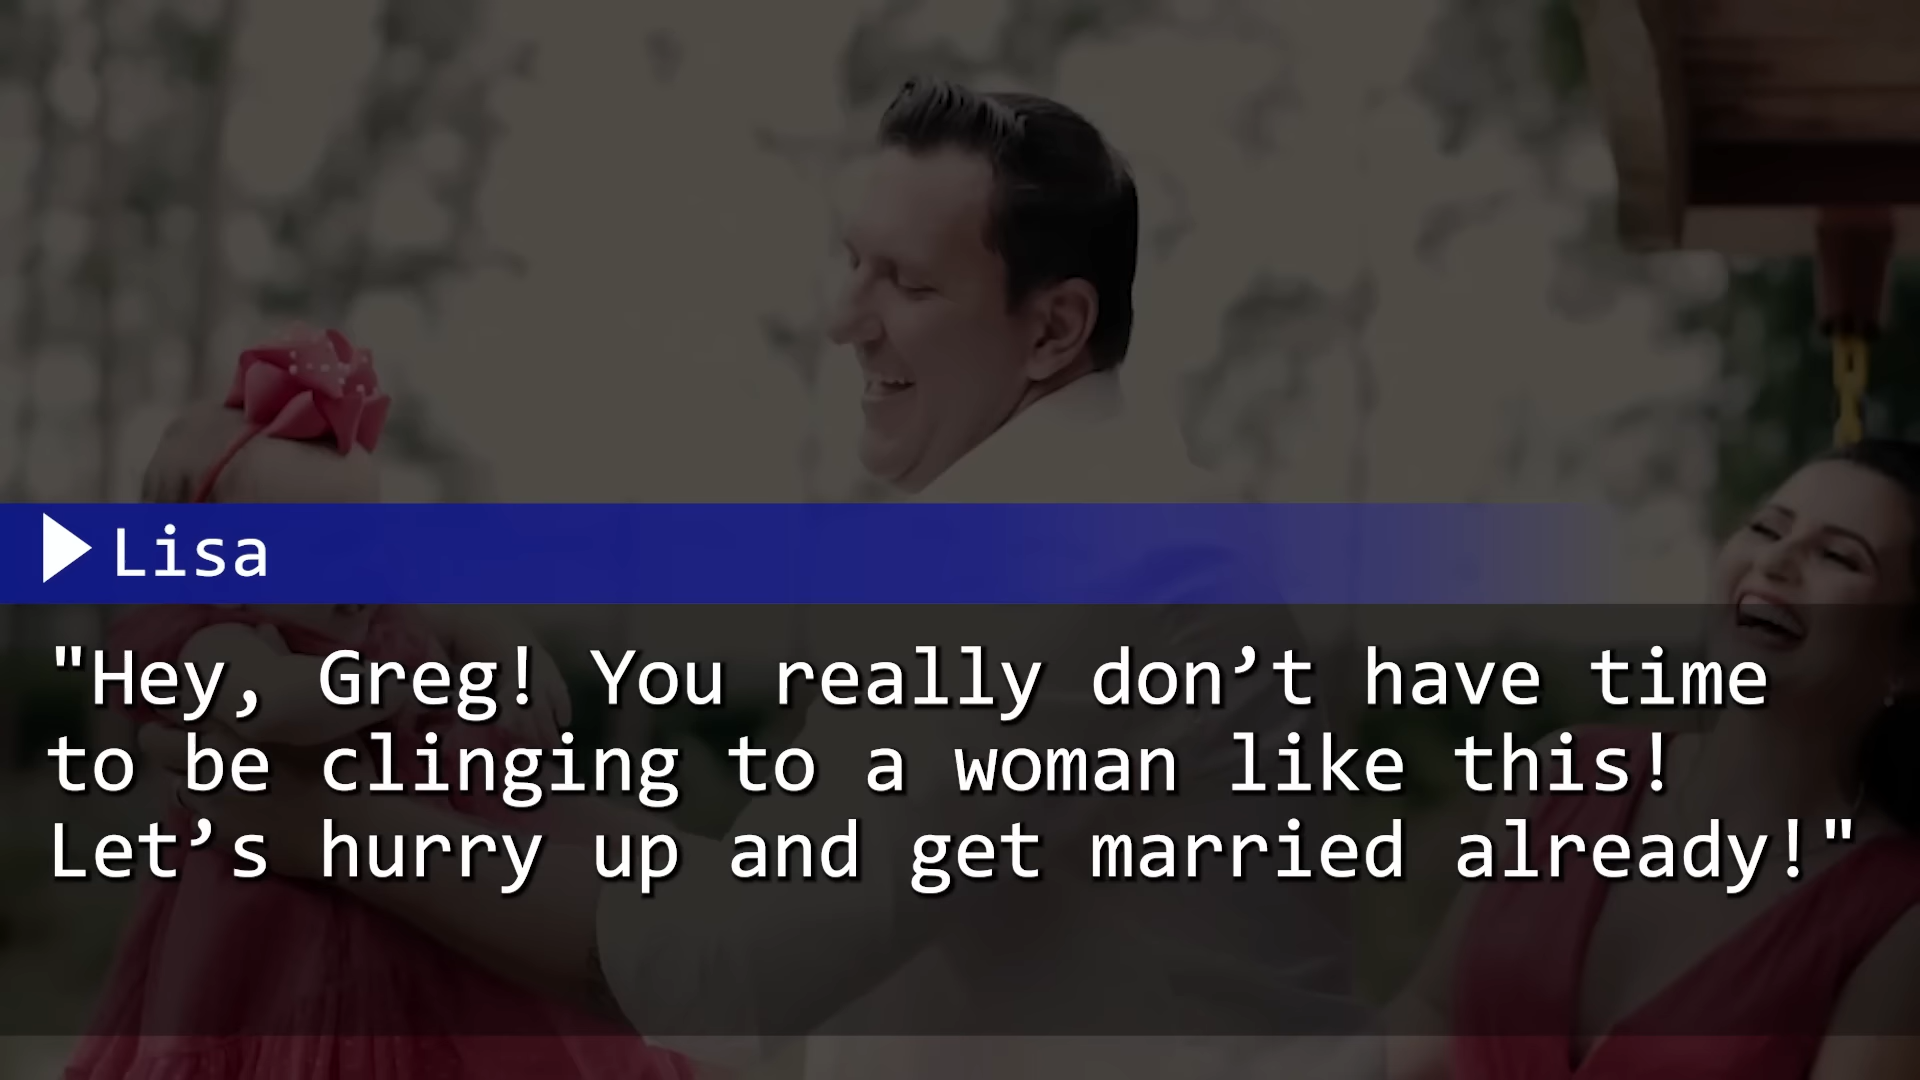 Lisa
"Hey, Greg! You really don’t have time
to be clinging to a woman like this!
Let’s hurry up and get married already!"